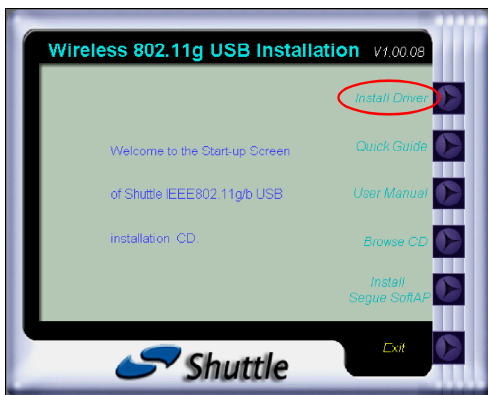 Wireless 802.11g USB Installation V1.00.08
Install Driver
Quick Guide
User Manual
Browse CD
Install
Segue SoftAP
Exit
Welcome to the Start-up Screen
of Shuttle IEEE802.11g/b USB
installation CD.
Shuttle